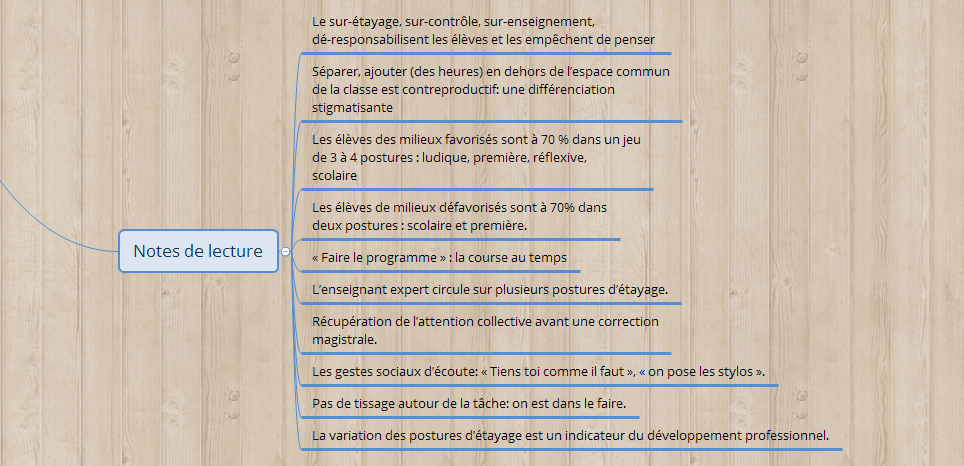 Le sur-étayage, sur-contrôle, sur-enseignement,
dé-responsabilisent les élèves et les empêchent de penser
Séparer, ajouter (des heures) en dehors de l'espace commun
de la classe est contreproductif: une différenciation
stigmatisante
Les élèves des milieux favorisés sont à 70 % dans un jeu
de 3 à 4 postures : ludique, première, réflexive,
scolaire
Les élèves de milieux défavorisés sont à 70% dans
deux postures : scolaire et première.
Notes de lecture
« Faire le programme » : la course au temps
L'enseignant expert circule sur plusieurs postures d'étayage.
Récupération de l'attention collective avant une correction
magistrale.
Les gestes sociaux d'écoute: « Tiens toi comme il faut », « on pose les stylos ».
Pas de tissage autour de la tâche: on est dans le faire.
La variation des postures d'étayage est un indicateur du développement professionnel.